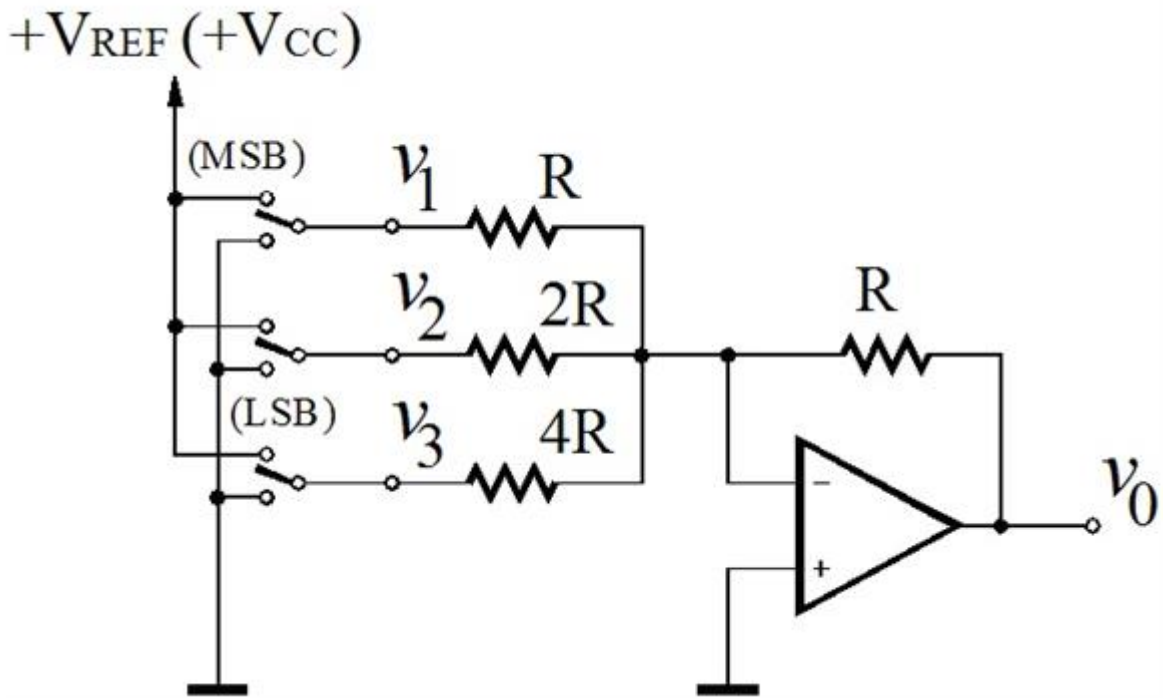 +VREF (+VCC)
(MSB)
v1 R
v2 2R
R
(LSB)
v3 4R
−
+
v0